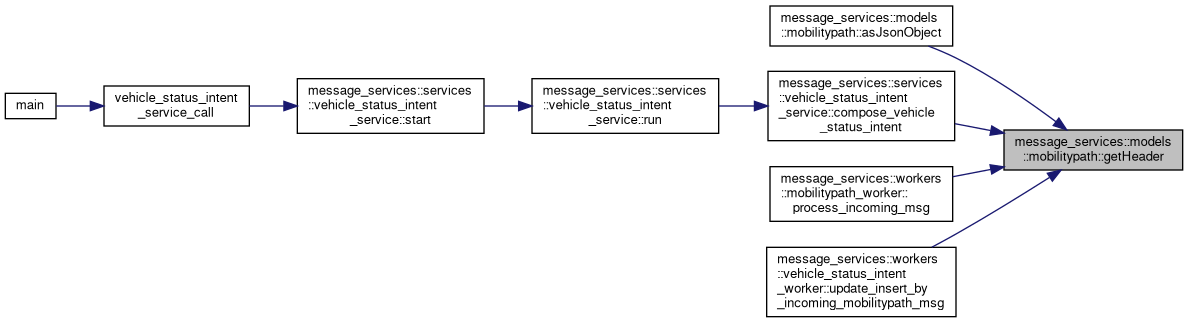 main
vehicle_status_intent
_service_call
message_services::services
::vehicle_status_intent
_service::start
message_services::services
::vehicle_status_intent
_service::run
message_services::models
::mobilitypath::asJsonObject
message_services::services
::vehicle_status_intent
_service::compose_vehicle
_status_intent
message_services::workers
::mobilitypath_worker::
process_incoming_msg
message_services::workers
::vehicle_status_intent
_worker::update_insert_by
_incoming_mobilitypath_msg
message_services::models
::mobilitypath::getHeader